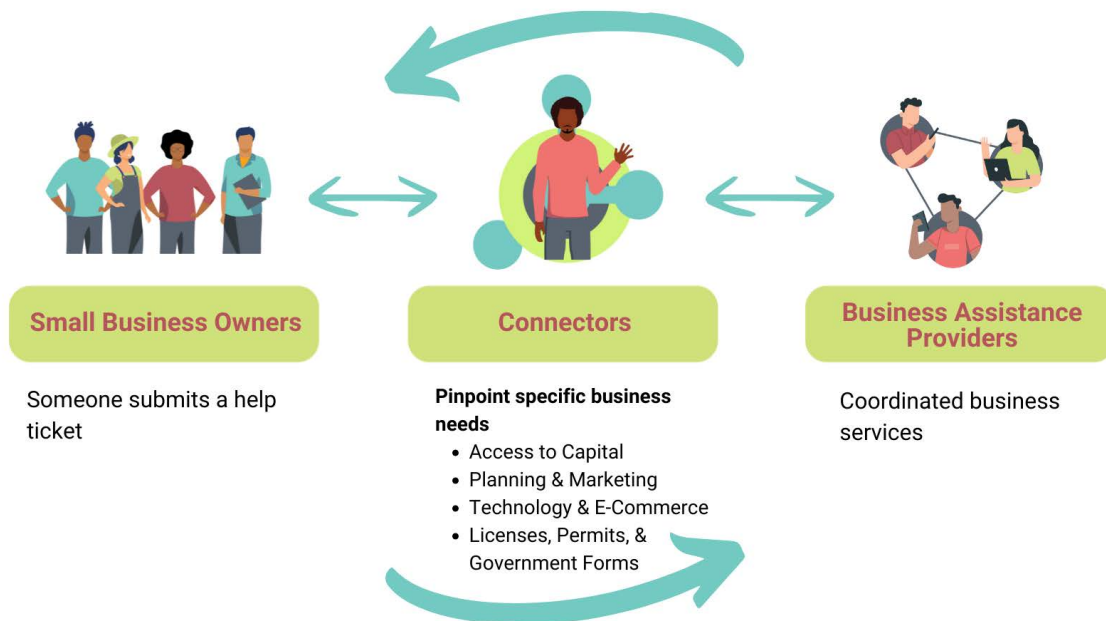 Small Business Owners
Someone submits a help
ticket
Connectors
Pinpoint specific business
needs
• Access to Capital
• Planning & Marketing
• Technology & E-Commerce
• Licenses, Permits, &
Government Forms
Business Assistance
Providers
Coordinated business
services